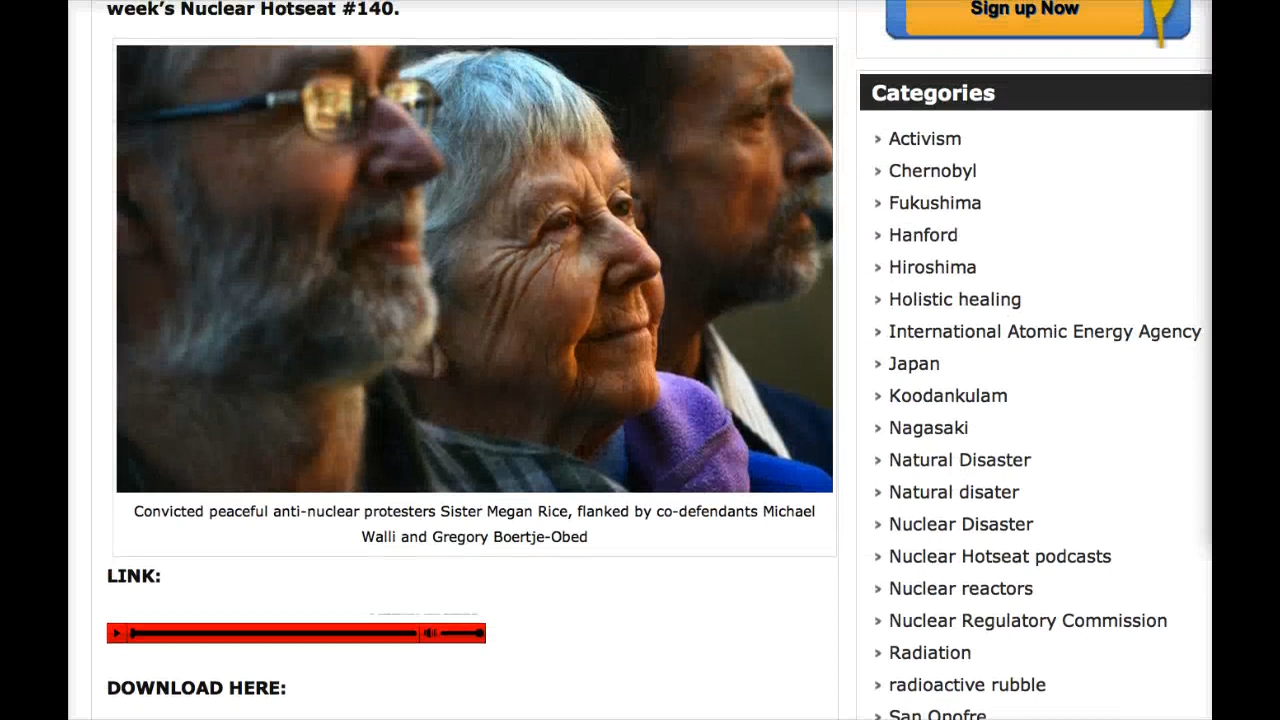 week's Nuclear Hotseat #140.
Convicted peaceful anti-nuclear protesters Sister Megan Rice, flanked by co-defendants Michael
Walli and Gregory Boertje-Obed
LINK:
DOWNLOAD HERE:
Sign up Now
Categories
Activism
Chernobyl
Fukushima
Hanford
Hiroshima
Holistic healing
International Atomic Energy Agency
Japan
Koodankulam
Nagasaki
Natural Disaster
Natural disater
Nuclear Disaster
Nuclear Hotseat podcasts
Nuclear reactors
Nuclear Regulatory Commission
Radiation
radioactive rubble
San Onofre